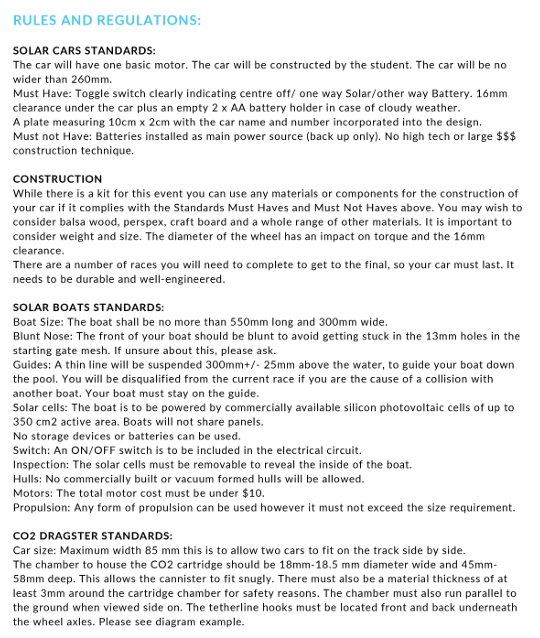 RULES AND REGULATIONS:
SOLAR CARS STANDARDS:
The car will have one basic motor. The car will be constructed by the student. The car will be no
wider than 260mm.
Must Have: Toggle switch clearly indicating centre off/ one way Solar/other way Battery. 16mm
clearance under the car plus an empty 2 x AA battery holder in case of cloudy weather.
A plate measuring 10cm x 2cm with the car name and number incorporated into the design.
Must not Have: Batteries installed as main power source (back up only). No high tech or large $$$
construction technique.
CONSTRUCTION
While there is a kit for this event you can use any materials or components for the construction of
your car if it complies with the Standards Must Haves and Must Not Haves above. You may wish to
consider balsa wood, perspex, craft board and a whole range of other materials. It is important to
consider weight and size. The diameter of the wheel has an impact on torque and the 16mm
clearance.
There are a number of races you will need to complete to get to the final, so your car must last. It
needs to be durable and well-engineered.
SOLAR BOATS STANDARDS:
Boat Size: The boat shall be no more than 550mm long and 300mm wide.
Blunt Nose: The front of your boat should be blunt to avoid getting stuck in the 13mm holes in the
starting gate mesh. If unsure about this, please ask.
Guides: A thin line will be suspended 300mm+/- 25mm above the water, to guide your boat down
the pool. You will be disqualified from the current race if you are the cause of a collision with
another boat. Your boat must stay on the guide.
Solar cells: The boat is to be powered by commercially available silicon photovoltaic cells of up to
350 cm2 active area. Boats will not share panels.
No storage devices or batteries can be used.
Switch: An ON/OFF switch is to be included in the electrical circuit.
Inspection: The solar cells must be removable to reveal the inside of the boat.
Hulls: No commercially built or vacuum formed hulls will be allowed.
Motors: The total motor cost must be under $10.
Propulsion: Any form of propulsion can be used however it must not exceed the size requirement.
CO2 DRAGSTER STANDARDS:
Car size: Maximum width 85 mm this is to allow two cars to fit on the track side by side.
The chamber to house the CO2 cartridge should be 18mm-18.5 mm diameter wide and 45mm-
58mm deep. This allows the cannister to fit snugly. There must also be a material thickness of at
least 3mm around the cartridge chamber for safety reasons. The chamber must also run parallel to
the ground when viewed side on. The tetherline hooks must be located front and back underneath
the wheel axles. Please see diagram example.